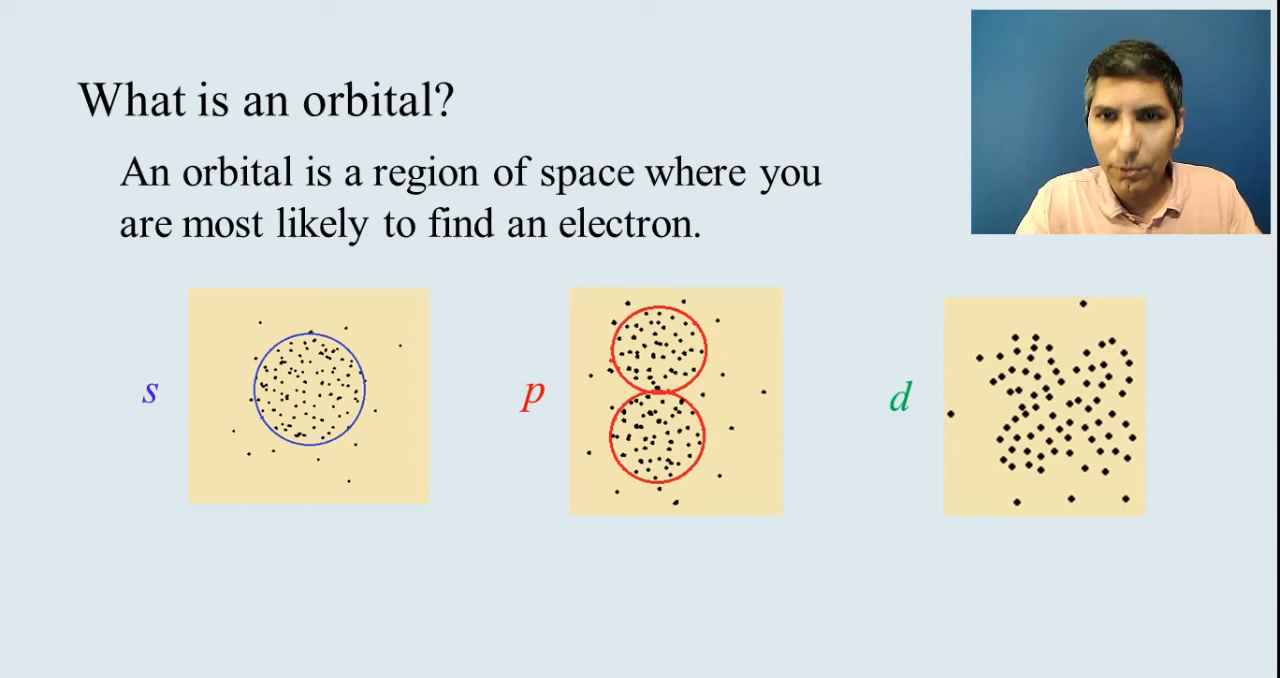 What is an orbital?
An orbital is a region of space where you
are most likely to find an electron.
s
p
d